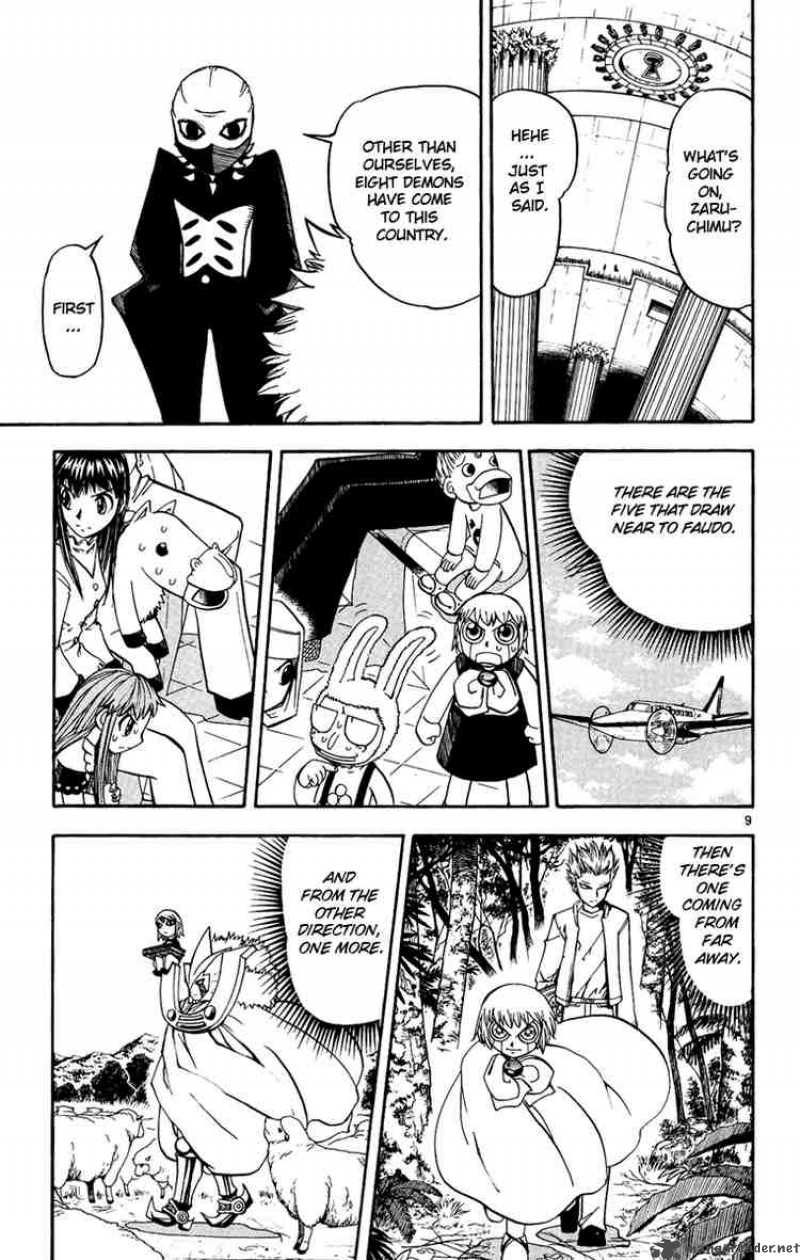 WHAT'S
GOING
ON,
ZARU-
CHIMU?
HEHE
...
JUST
AS I
SAID.
OTHER THAN
OURSELVES,
EIGHT DEMONS
HAVE COME
TO THIS
COUNTRY.
FIRST
...
THERE ARE THE
FIVE THAT DRAW
NEAR TO FAUDO.
9
THEN
THERE'S
ONE
COMING
FROM
FAR
AWAY.
AND
FROM THE
OTHER
DIRECTION,
ONE MORE.